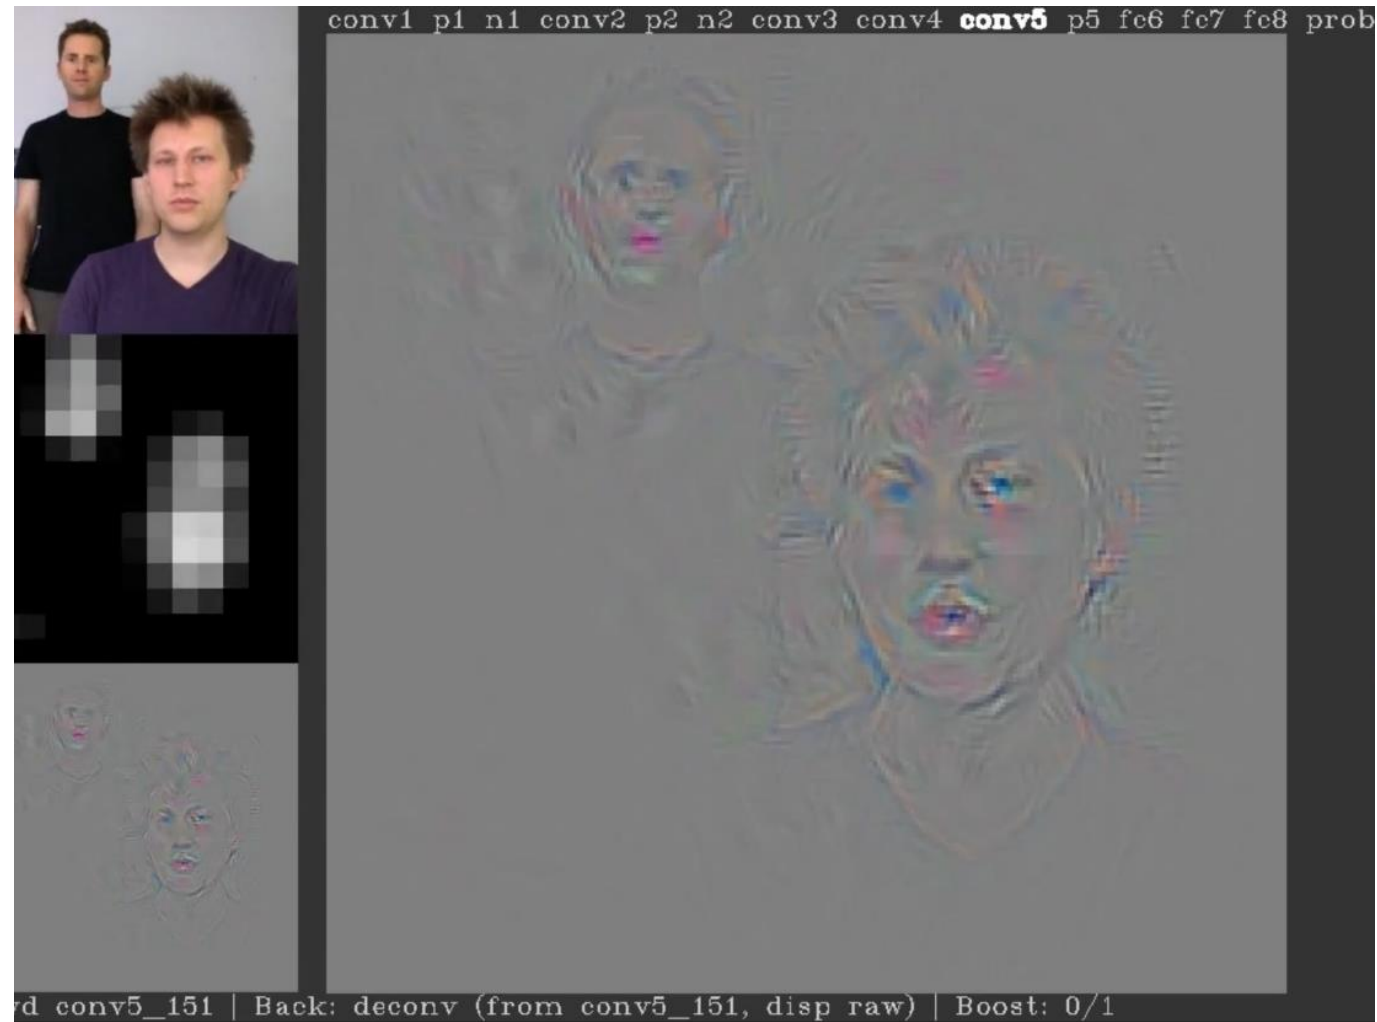 conv1 p1 n1 conv2 p2 n2 conv3 conv4 conv5 p5 fc6 fc7 fc8 prob
d conv5_151 | Back: deconv (from conv5_151, disp raw) | Boost: 0/1